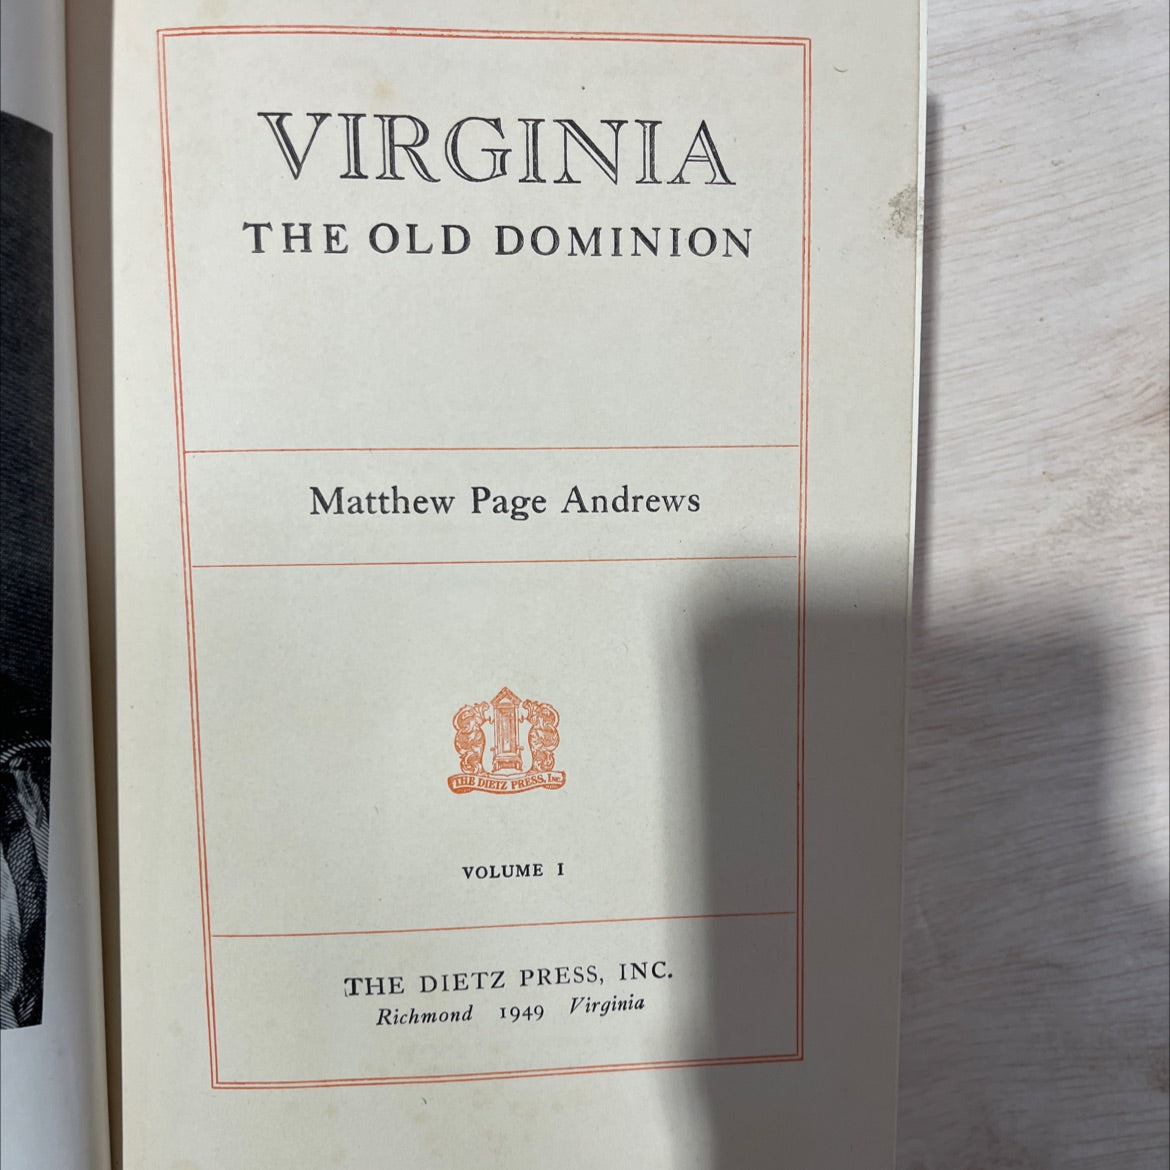 VIRGINIA
THE OLD DOMINION
Matthew Page Andrews
THE DIETZ PRESS, INC.
VOLUME I
THE DIETZ PRESS, INC.
Richmond 1949 Virginia